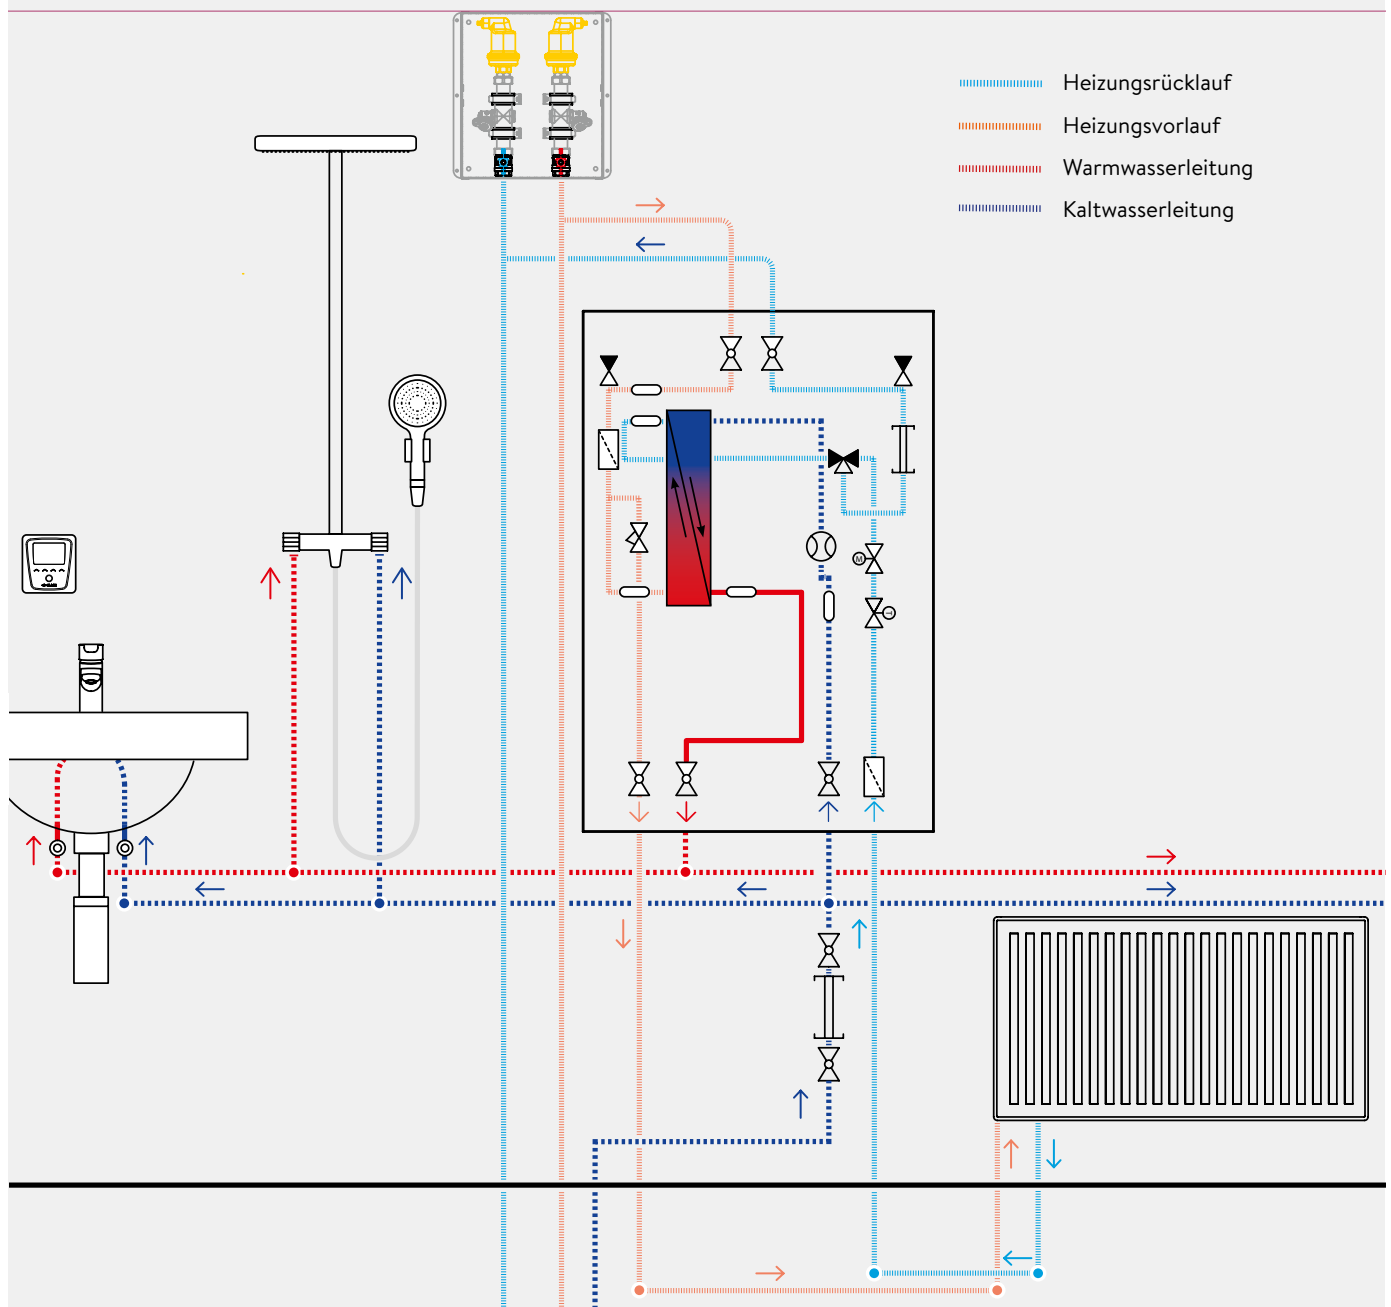 Heizungsrücklauf
Heizungsvorlauf
Warmwasserleitung
Kaltwasserleitung
M
T